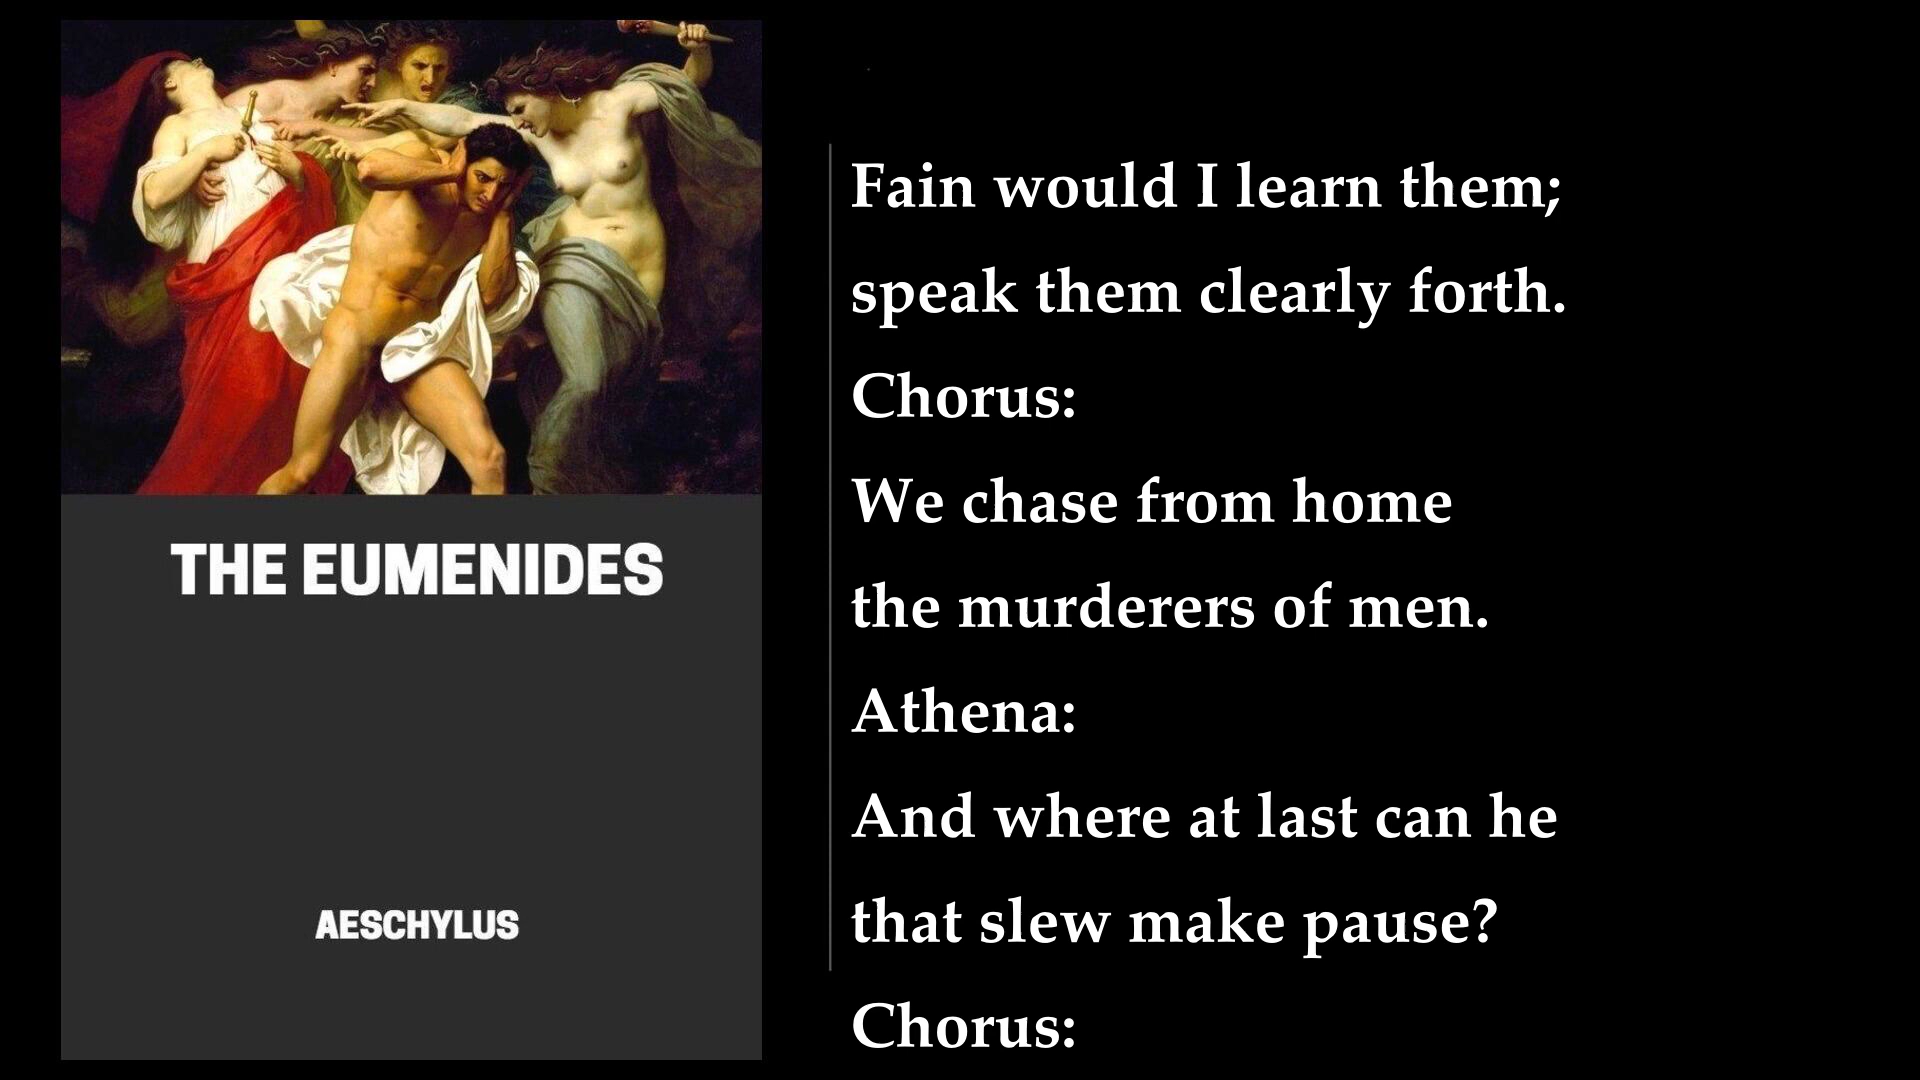 THE EUMENIDES
AESCHYLUS
Fain would I learn them;
speak them clearly forth.
Chorus:
We chase from home
the murderers of men.
Athena:
And where at last can he
that slew make pause?
Chorus: